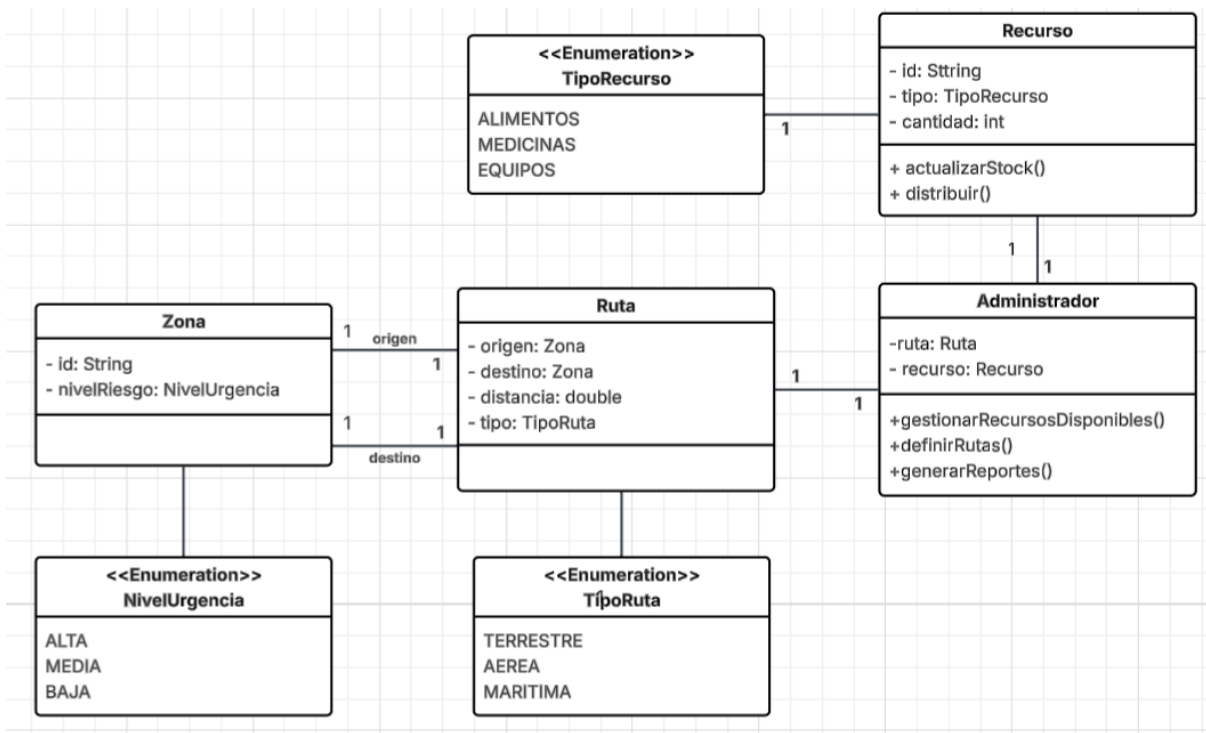 <<Enumeration>>
TipoRecurso
ALIMENTOS
MEDICINAS
EQUIPOS
1
Recurso
- id: Sttring
- tipo: TipoRecurso
- cantidad: int
+ actualizarStock()
+ distribuir()
1
1
Zona
- id: String
- nivelRiesgo: NivelUrgencia
1
origen
1
1
1
destino
Ruta
- origen: Zona
- destino: Zona
- distancia: double
- tipo: TipoRuta
1
1
Administrador
-ruta: Ruta
- recurso: Recurso
+gestionarRecursosDisponibles()
+definirRutas()
+generarReportes()
<<Enumeration>>
NivelUrgencia
ALTA
MEDIA
BAJA
<<Enumeration>>
TipoRuta
TERRESTRE
AEREA
MARITIMA